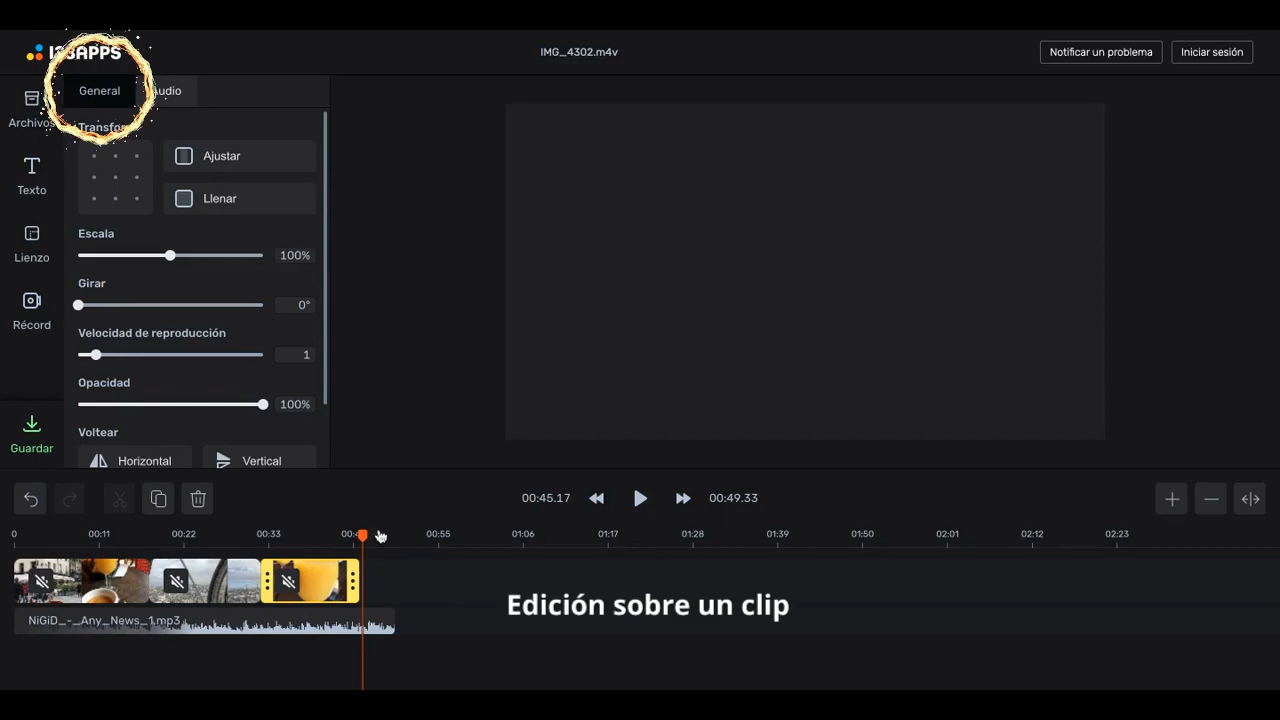 123APPS
IMG_4302.m4v
Notificar un problema
Iniciar sesión
General
Audio
Archivos
Texto
Lienzo
Récord
Guardar
Ajustar
Llenar
Escala
100%
Girar
0°
Velocidad de reproducción
1
Opacidad
100%
Voltear
Horizontal
Vertical
00:45.17
00:49.33
0
00:11
00:22
00:33
00:55
01:06
01:17
01:28
01:39
01:50
02:01
02:12
02:23
NiGiD_-_Any_News_1.mp3
Edición sobre un clip